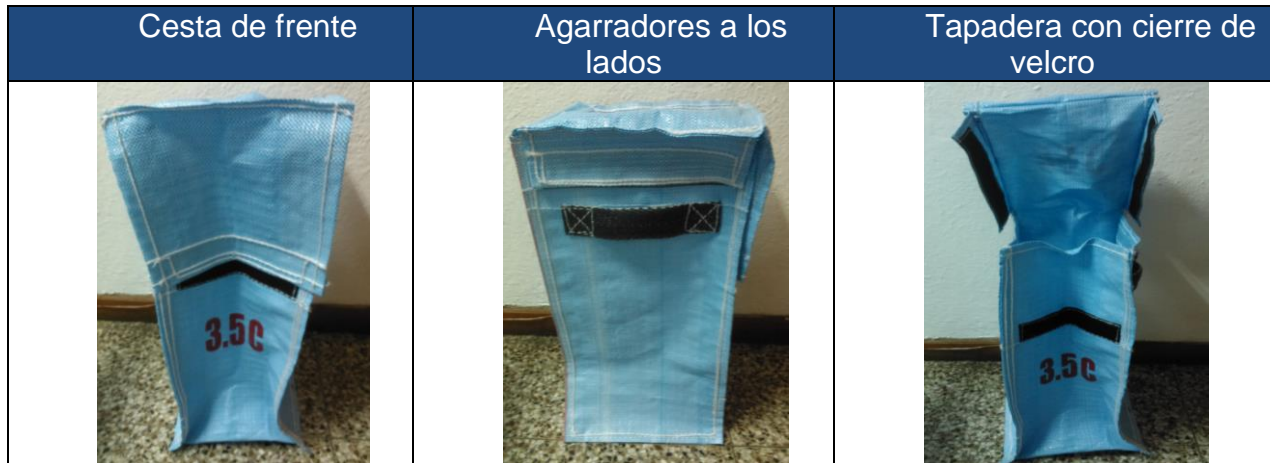 Cesta de frente
Agarradores a los
lados
Tapadera con cierre de
velcro
3.5C
3.5C